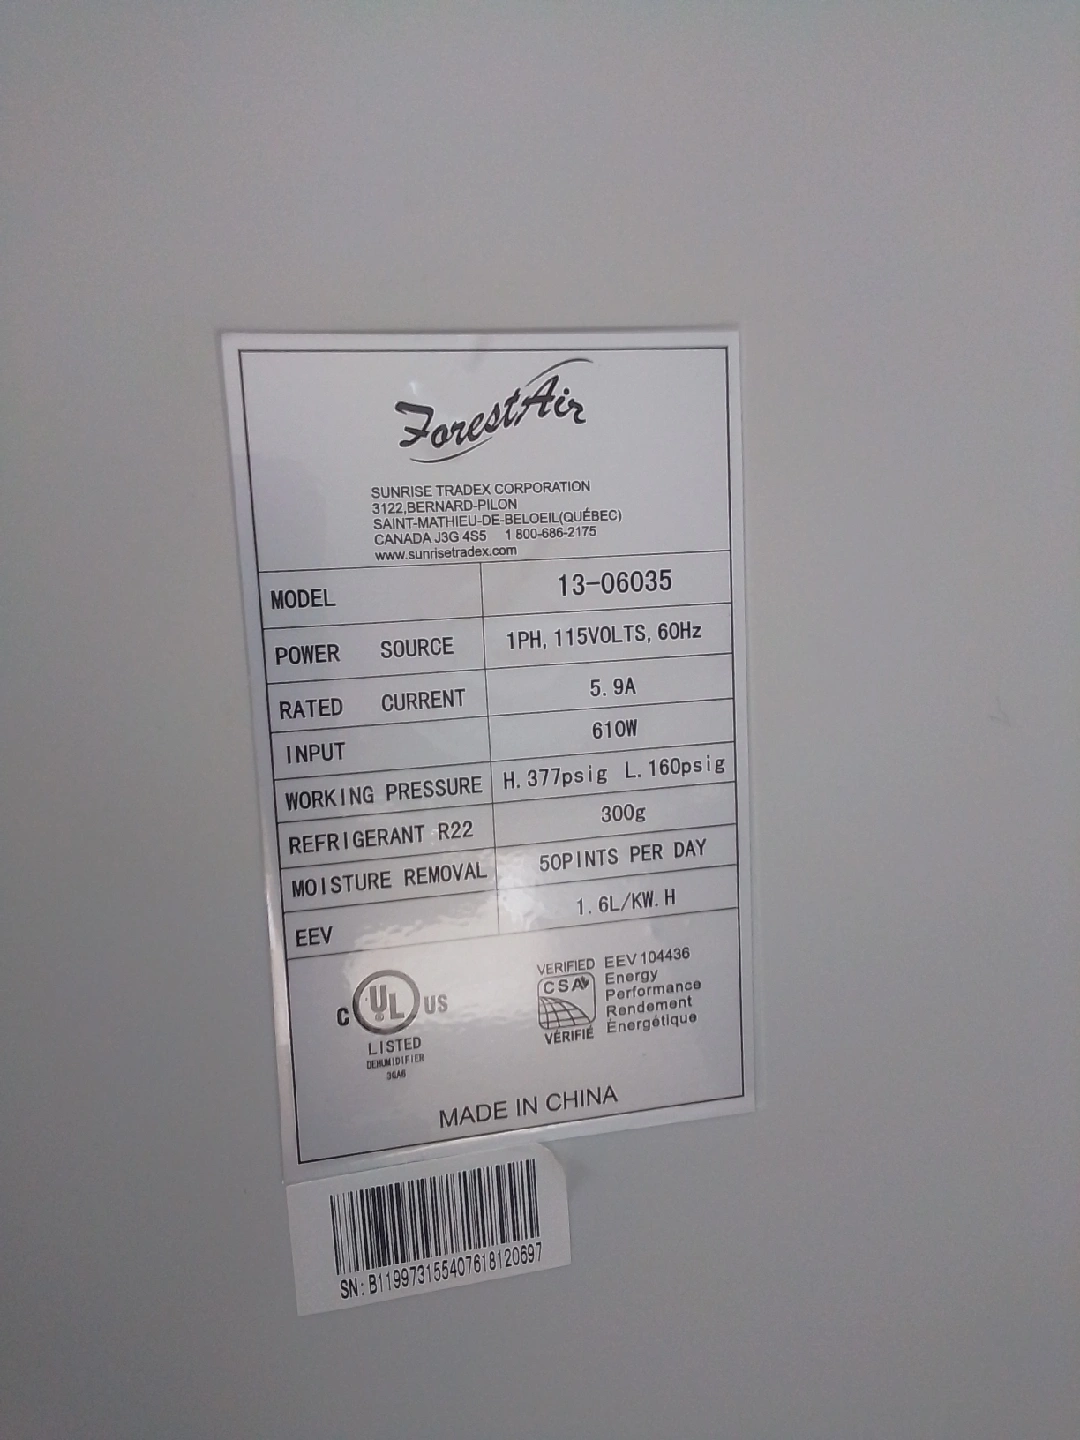 ForestAir
SUNRISE TRADEX CORPORATION
3122,BERNARD-PILON
SAINT-MATHIEU-DE-BELOEIL(QUÉBEC)
CANADA J3G 4S5 1 800-686-2175
www.sunrisetradex.com
MODEL 13-06035
POWER SOURCE 1PH, 115VOLTS, 60Hz
RATED CURRENT 5.9A
INPUT 610W
WORKING PRESSURE H. 377psig L. 160psig
REFRIGERANT R22 300g
MOISTURE REMOVAL 50PINTS PER DAY
EEV 1.6L/KW.H
C UL US
LISTED
DEHUMIDIFIER
36A6
VERIFIED EEV 104436
CSA Energy
Performance
Rendement
VÉRIFIÉ Énergétique
MADE IN CHINA
SN: B119973155407618120697